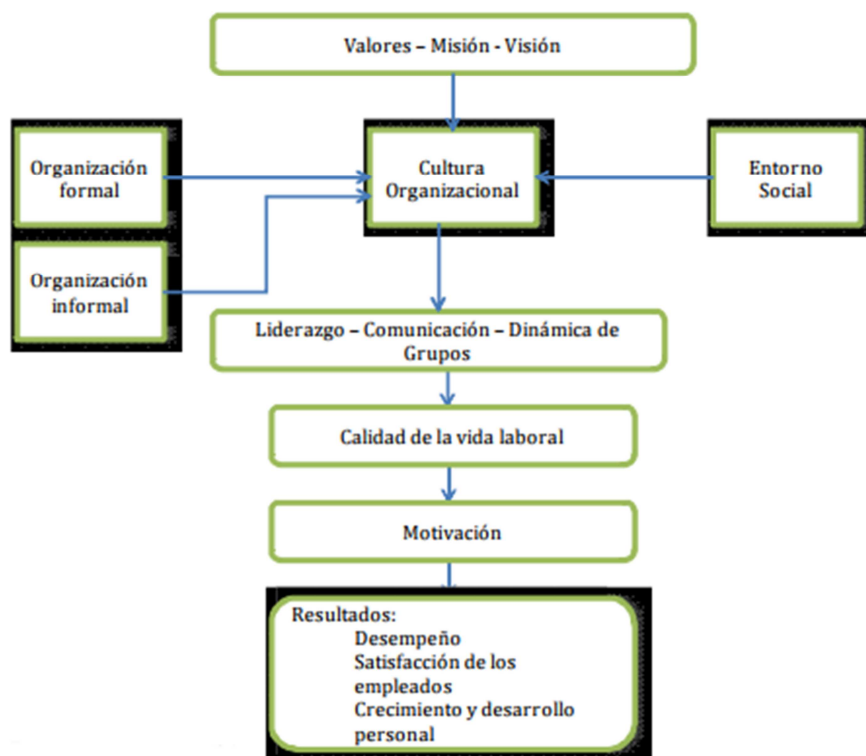 Valores – Misión - Visión
Organización
formal
Cultura
Organizacional
Entorno
Social
Organización
informal
Liderazgo – Comunicación – Dinámica de
Grupos
Calidad de la vida laboral
Motivación
Resultados:
Desempeño
Satisfacción de los
empleados
Crecimiento y desarrollo
personal